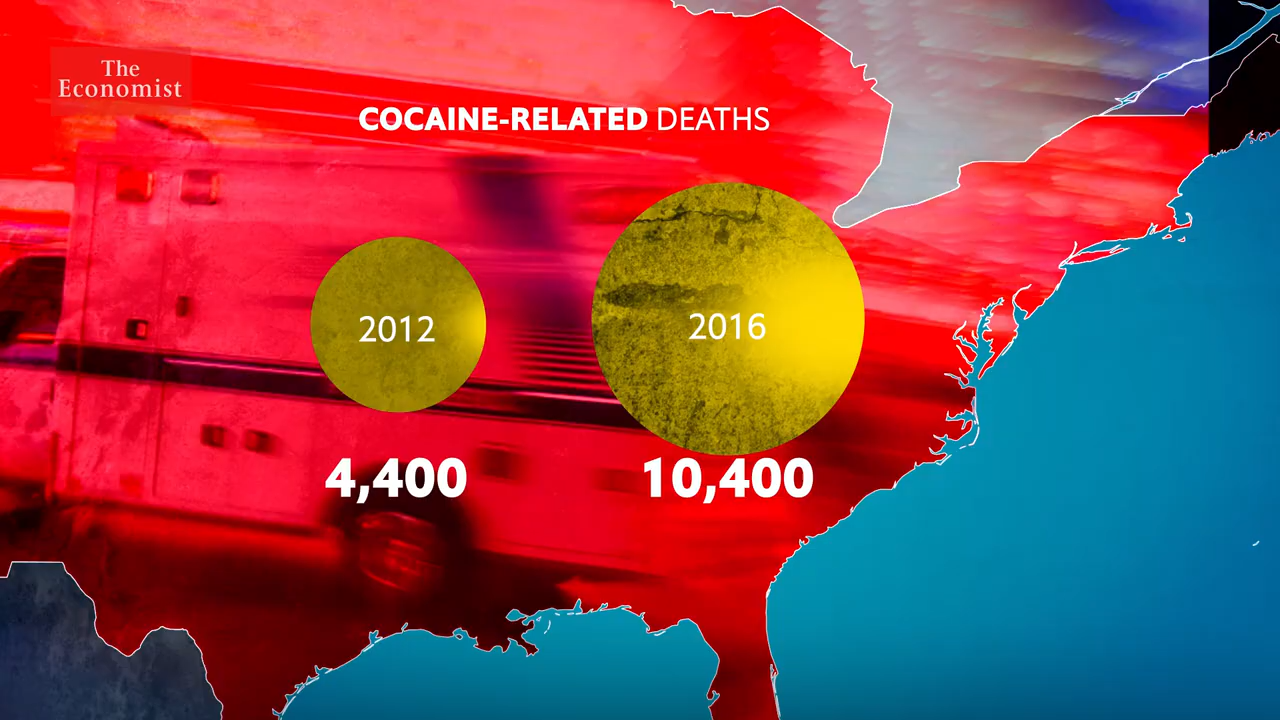 The
Economist
COCAINE-RELATED DEATHS
2012
2016
4,400
10,400